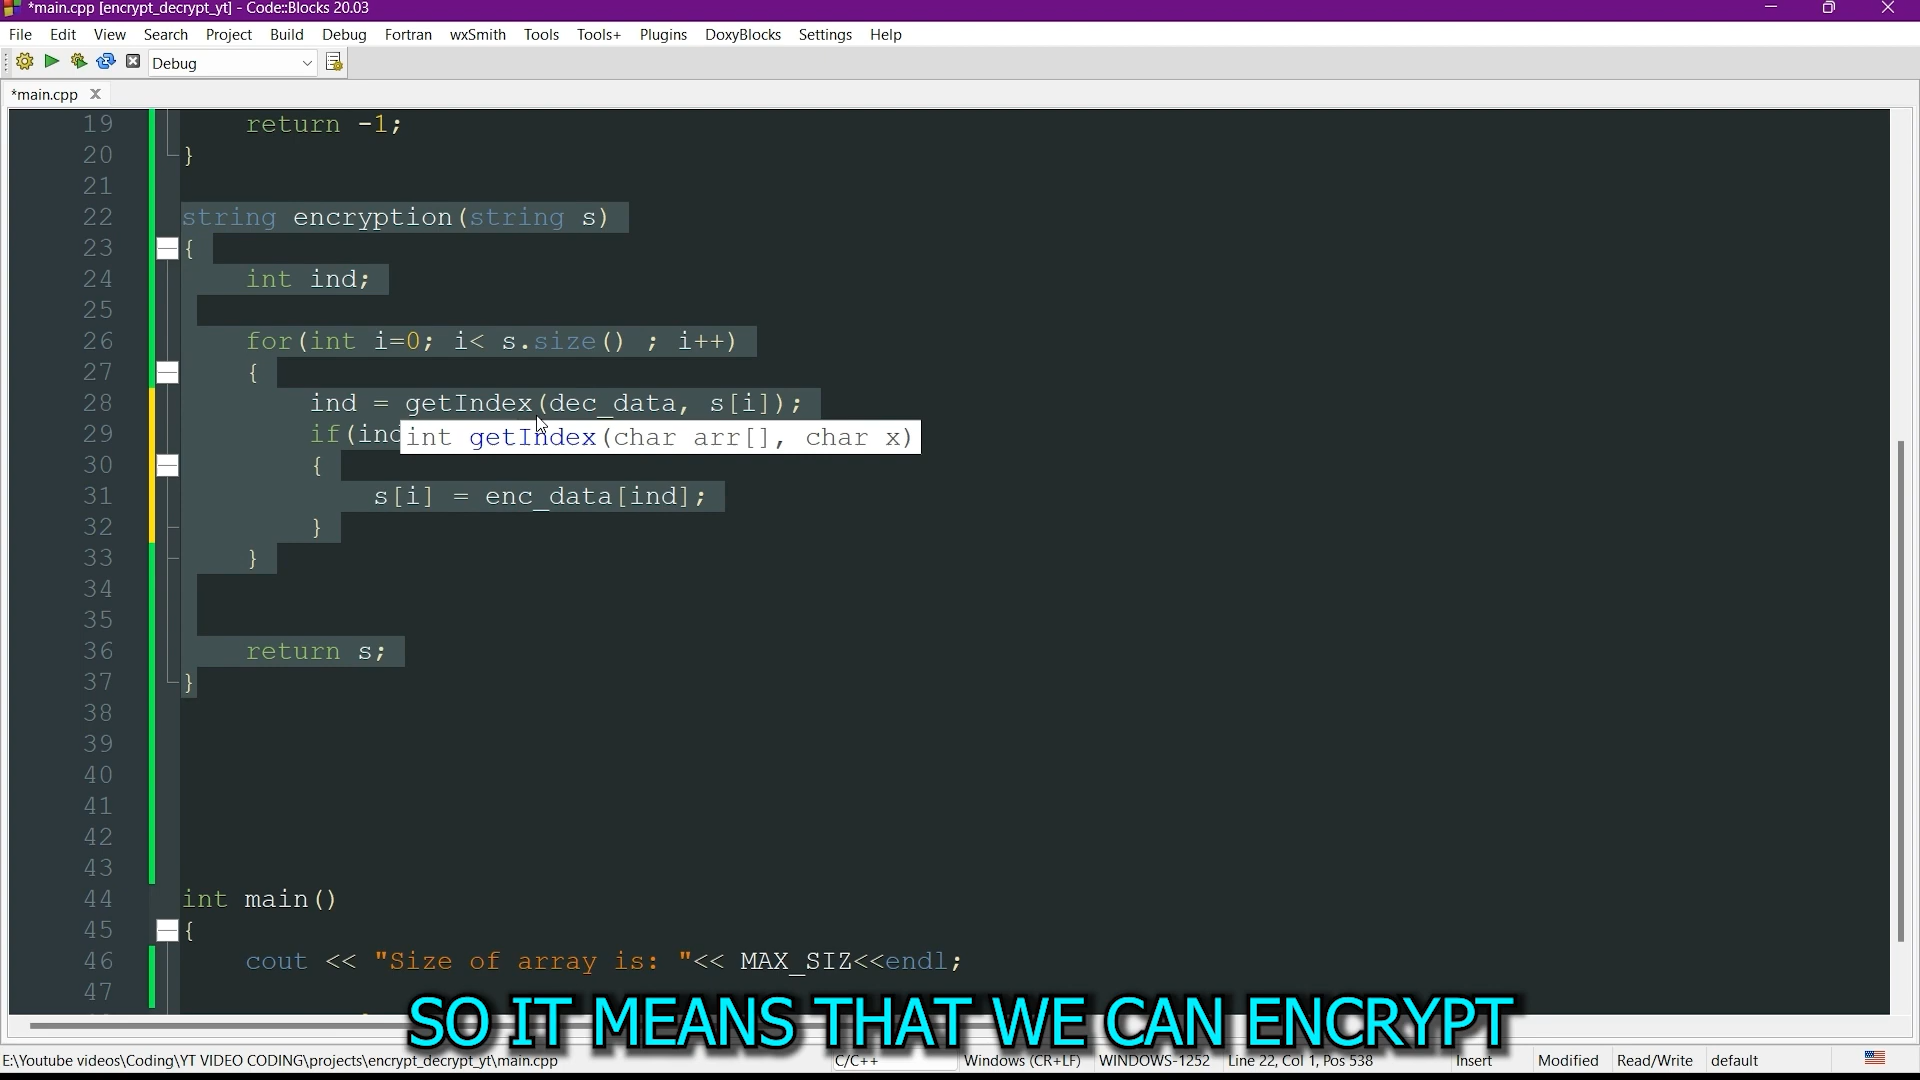 *main.cpp [encrypt_decrypt_yt] - Code::Blocks 20.03
File Edit View Search Project Build Debug Fortran wxSmith Tools Tools+ Plugins DoxyBlocks Settings Help
Debug
*main.cpp
19 return -1;
20 }
21
22 string encryption(string s)
23 {
24 int ind;
25
26 for(int i=0; i< s.size() ; i++)
27 {
28 ind = getIndex(dec_data, s[i]);
29 if(ind
int getIndex(char arr[], char x)
30 {
31 s[i] = enc_data[ind];
32 }
33 }
34
35
36 return s;
37 }
38
39
40
41
42
43
44 int main()
45 {
46 cout << "Size of array is: "<< MAX_SIZ<<endl;
47
SO IT MEANS THAT WE CAN ENCRYPT
E:\Youtube videos\Coding\YT VIDEO CODING\projects\encrypt_decrypt_yt\main.cpp C/C++ Windows (CR+LF) WINDOWS-1252 Line 22, Col 1, Pos 538 Insert Modified Read/Write default